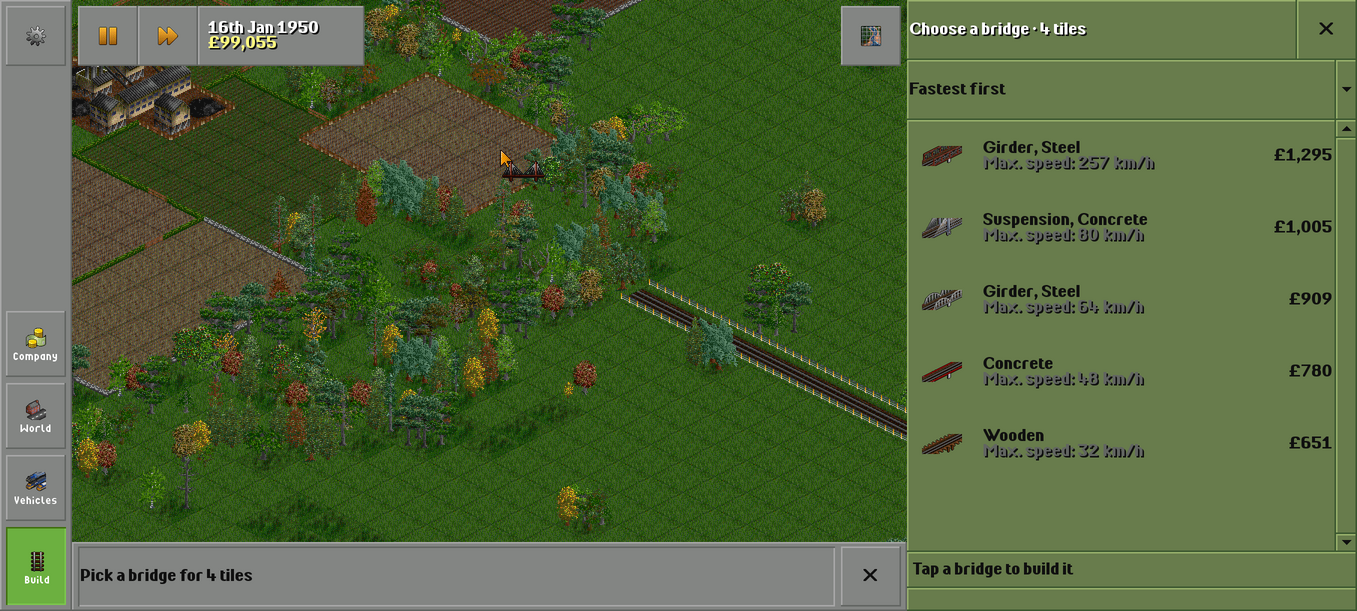 16th Jan 1950
£99,055
Company
World
Vehicles
Build
Pick a bridge for 4 tiles
Choose a bridge · 4 tiles
Fastest first
Girder, Steel
Max. speed: 257 km/h
£1,295
Suspension, Concrete
Max. speed: 80 km/h
£1,005
Girder, Steel
Max. speed: 64 km/h
£909
Concrete
Max. speed: 48 km/h
£780
Wooden
Max. speed: 32 km/h
£651
Tap a bridge to build it